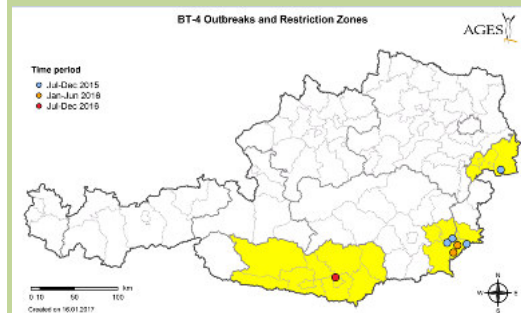 BT-4 Outbreaks and Restriction Zones
AGES
Time period
Jul-Dec 2015
Jan-Jun 2016
Jul-Dec 2016
km
0 10 50 100
Created on 16.01.2017
N
W E
S